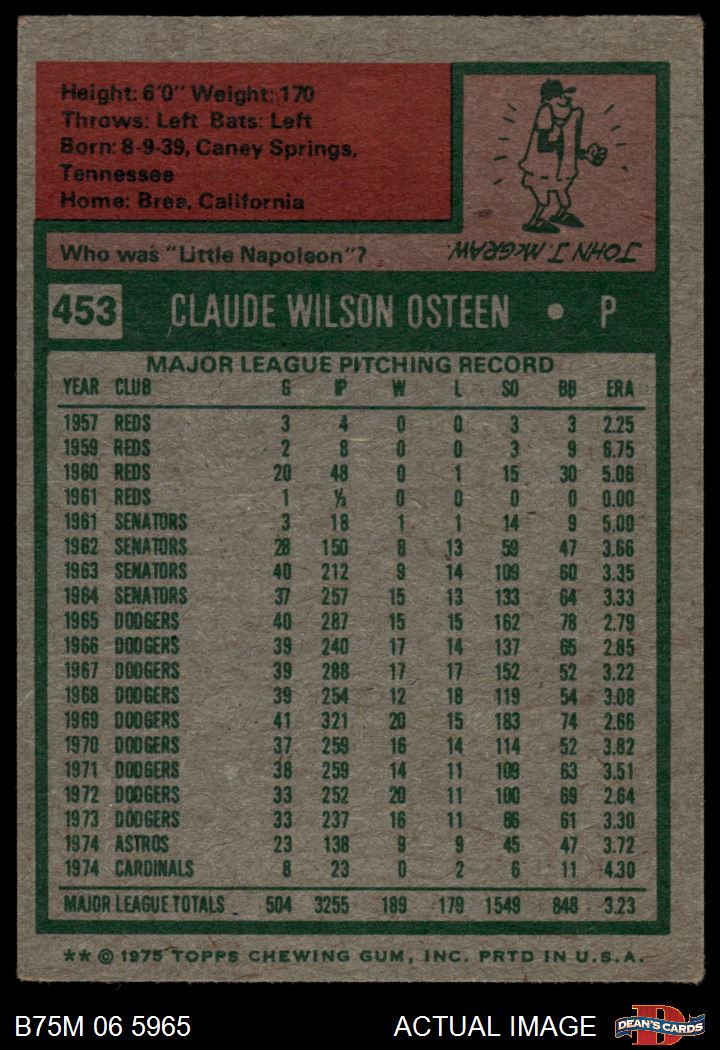 Height: 6'0" Weight: 170
Throws: Left Bats: Left
Born: 8-9-39, Caney Springs,
Tennessee
Home: Brea, California
Who was "Little Napoleon"?
JOHN J. McGRAW.
453 CLAUDE WILSON OSTEEN • P
MAJOR LEAGUE PITCHING RECORD
YEAR CLUB G IP W L SO BB ERA
1957 REDS 3 4 0 0 3 3 2.25
1959 REDS 2 8 0 0 3 9 6.75
1960 REDS 20 48 0 1 15 30 5.06
1961 REDS 1 ⅓ 0 0 0 0 0.00
1961 SENATORS 3 18 1 1 14 9 5.00
1962 SENATORS 28 150 8 13 59 47 3.66
1963 SENATORS 40 212 9 14 109 60 3.35
1964 SENATORS 37 257 15 13 133 64 3.33
1965 DODGERS 40 287 15 15 162 78 2.79
1966 DODGERS 39 240 17 14 137 65 2.85
1967 DODGERS 39 288 17 17 152 52 3.22
1968 DODGERS 39 254 12 18 119 54 3.08
1969 DODGERS 41 321 20 15 183 74 2.66
1970 DODGERS 37 259 16 14 114 52 3.82
1971 DODGERS 38 259 14 11 109 63 3.51
1972 DODGERS 33 252 20 11 100 69 2.64
1973 DODGERS 33 237 16 11 86 61 3.30
1974 ASTROS 23 138 9 9 45 47 3.72
1974 CARDINALS 8 23 0 2 6 11 4.30
MAJOR LEAGUE TOTALS 504 3255 189 179 1549 848 3.23
** © 1975 TOPPS CHEWING GUM, INC. PRTD IN U.S.A.
B75M 06 5965 ACTUAL IMAGE DEAN'S CARDS